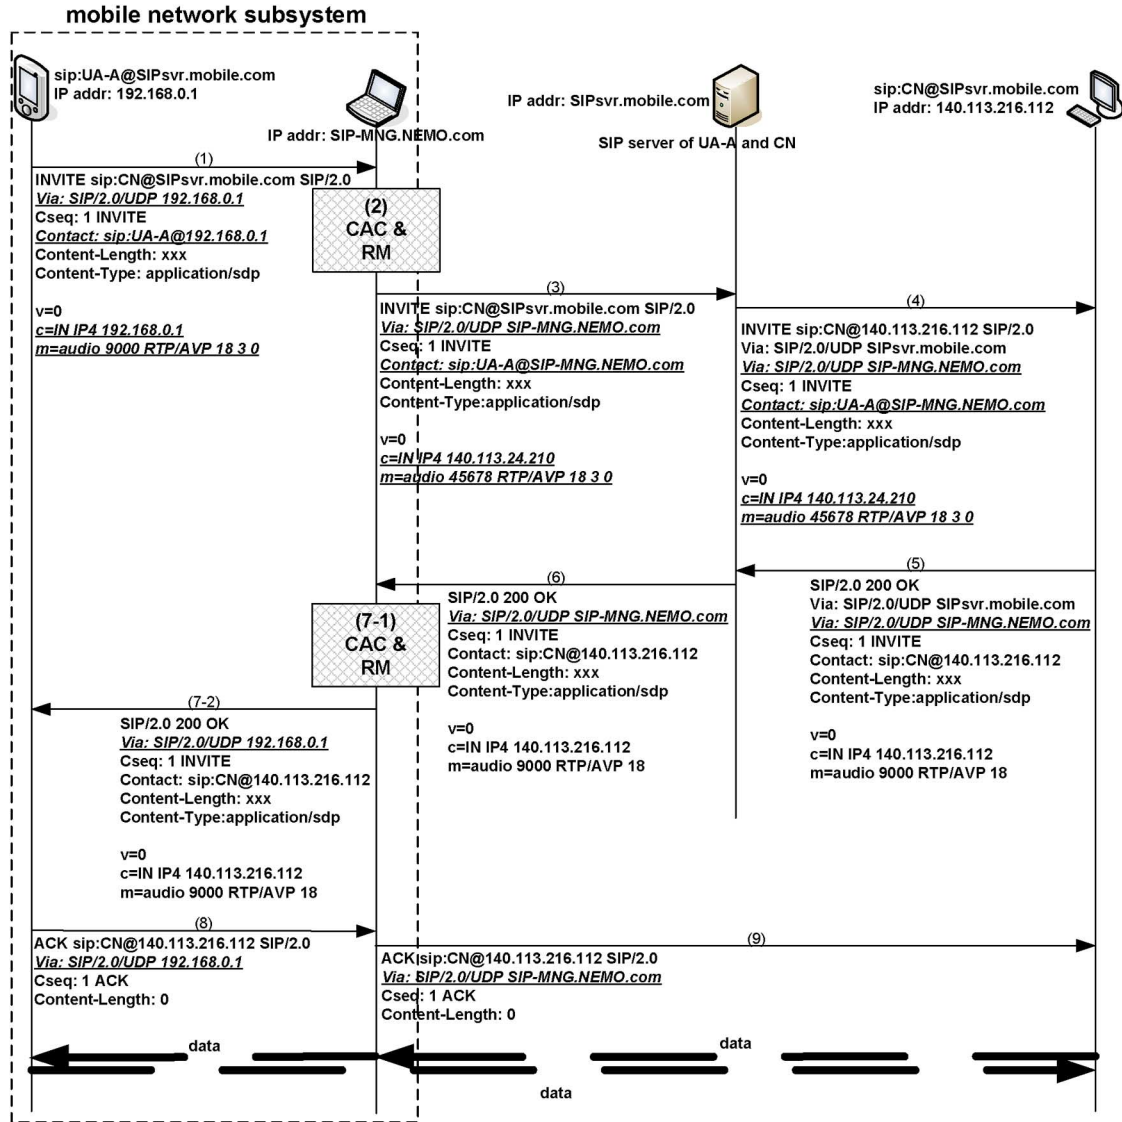 mobile network subsystem
sip:UA-A@SIPsvr.mobile.com
IP addr: 192.168.0.1
IP addr: SIP-MNG.NEMO.com
IP addr: SIPsvr.mobile.com
SIP server of UA-A and CN
sip:CN@SIPsvr.mobile.com
IP addr: 140.113.216.112
(1)
INVITE sip:CN@SIPsvr.mobile.com SIP/2.0
Via: SIP/2.0/UDP 192.168.0.1
Cseq: 1 INVITE
Contact: sip:UA-A@192.168.0.1
Content-Length: xxx
Content-Type: application/sdp
v=0
c=IN IP4 192.168.0.1
m=audio 9000 RTP/AVP 18 3 0
(2)
CAC &
RM
(3)
INVITE sip:CN@SIPsvr.mobile.com SIP/2.0
Via: SIP/2.0/UDP SIP-MNG.NEMO.com
Cseq: 1 INVITE
Contact: sip:UA-A@SIP-MNG.NEMO.com
Content-Length: xxx
Content-Type:application/sdp
v=0
c=IN IP4 140.113.24.210
m=audio 45678 RTP/AVP 18 3 0
(4)
INVITE sip:CN@140.113.216.112 SIP/2.0
Via: SIP/2.0/UDP SIPsvr.mobile.com
Via: SIP/2.0/UDP SIP-MNG.NEMO.com
Cseq: 1 INVITE
Contact: sip:UA-A@SIP-MNG.NEMO.com
Content-Length: xxx
Content-Type:application/sdp
v=0
c=IN IP4 140.113.24.210
m=audio 45678 RTP/AVP 18 3 0
(5)
SIP/2.0 200 OK
Via: SIP/2.0/UDP SIPsvr.mobile.com
Via: SIP/2.0/UDP SIP-MNG.NEMO.com
Cseq: 1 INVITE
Contact: sip:CN@140.113.216.112
Content-Length: xxx
Content-Type:application/sdp
v=0
c=IN IP4 140.113.216.112
m=audio 9000 RTP/AVP 18
(6)
SIP/2.0 200 OK
Via: SIP/2.0/UDP SIP-MNG.NEMO.com
Cseq: 1 INVITE
Contact: sip:CN@140.113.216.112
Content-Length: xxx
Content-Type:application/sdp
v=0
c=IN IP4 140.113.216.112
m=audio 9000 RTP/AVP 18
(7-1)
CAC &
RM
(7-2)
SIP/2.0 200 OK
Via: SIP/2.0/UDP 192.168.0.1
Cseq: 1 INVITE
Contact: sip:CN@140.113.216.112
Content-Length: xxx
Content-Type:application/sdp
v=0
c=IN IP4 140.113.216.112
m=audio 9000 RTP/AVP 18
(8)
ACK sip:CN@140.113.216.112 SIP/2.0
Via: SIP/2.0/UDP 192.168.0.1
Cseq: 1 ACK
Content-Length: 0
(9)
ACK sip:CN@140.113.216.112 SIP/2.0
Via: SIP/2.0/UDP SIP-MNG.NEMO.com
Cseq: 1 ACK
Content-Length: 0
data
data
data